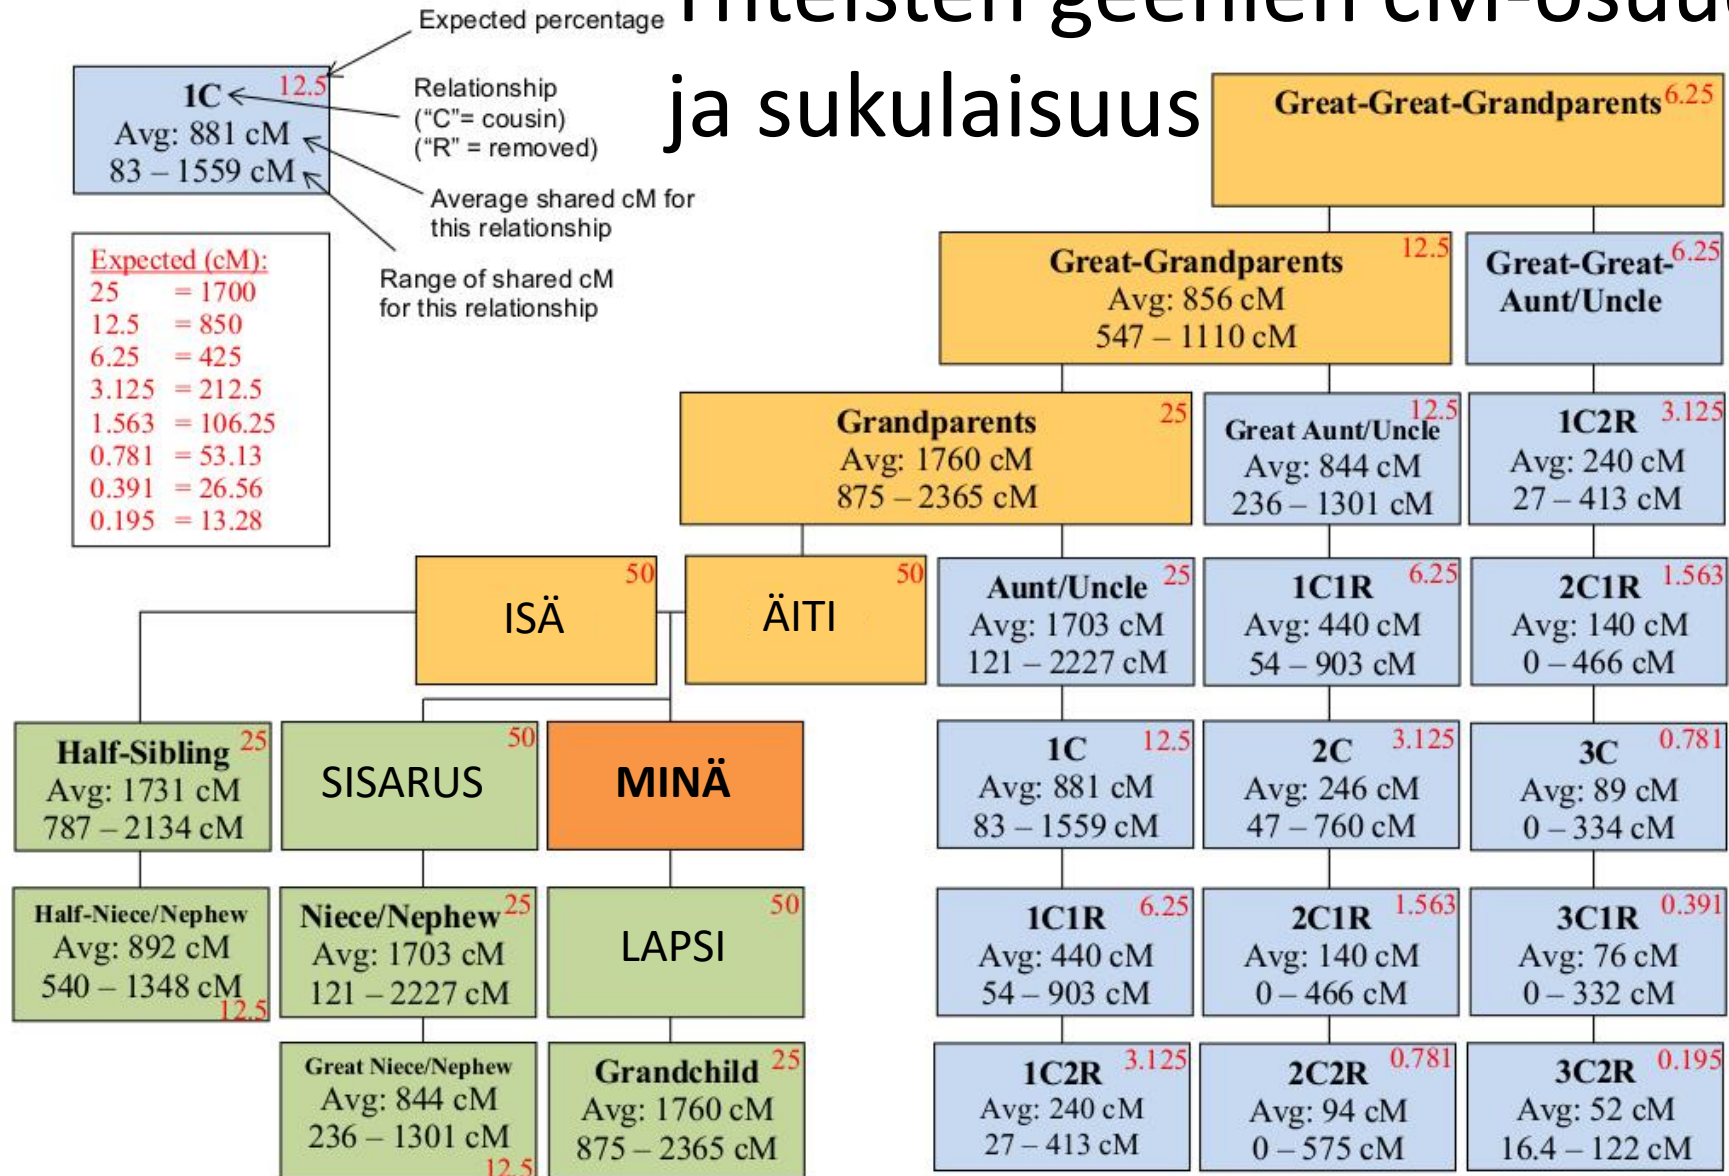 Yhteisten geenien cM-osuu
ja sukulaisuus
Expected percentage
1C 12.5
Avg: 881 cM
83 – 1559 cM
Relationship
("C"= cousin)
("R" = removed)
Average shared cM for
this relationship
Range of shared cM
for this relationship
Expected (cM):
25 = 1700
12.5 = 850
6.25 = 425
3.125 = 212.5
1.563 = 106.25
0.781 = 53.13
0.391 = 26.56
0.195 = 13.28
Great-Great-Grandparents 6.25
Great-Grandparents 12.5
Avg: 856 cM
547 – 1110 cM
Great-Great- 6.25
Aunt/Uncle
Grandparents 25
Avg: 1760 cM
875 – 2365 cM
12.5
Great Aunt/Uncle
Avg: 844 cM
236 – 1301 cM
1C2R 3.125
Avg: 240 cM
27 – 413 cM
ISÄ 50
ÄITI 50
Aunt/Uncle 25
Avg: 1703 cM
121 – 2227 cM
1C1R 6.25
Avg: 440 cM
54 – 903 cM
2C1R 1.563
Avg: 140 cM
0 – 466 cM
Half-Sibling 25
Avg: 1731 cM
787 – 2134 cM
SISARUS 50
MINÄ
1C 12.5
Avg: 881 cM
83 – 1559 cM
2C 3.125
Avg: 246 cM
47 – 760 cM
3C 0.781
Avg: 89 cM
0 – 334 cM
Half-Niece/Nephew
Avg: 892 cM
540 – 1348 cM
12.5
Niece/Nephew 25
Avg: 1703 cM
121 – 2227 cM
LAPSI 50
1C1R 6.25
Avg: 440 cM
54 – 903 cM
2C1R 1.563
Avg: 140 cM
0 – 466 cM
3C1R 0.391
Avg: 76 cM
0 – 332 cM
Great Niece/Nephew
Avg: 844 cM
236 – 1301 cM
12.5
Grandchild 25
Avg: 1760 cM
875 – 2365 cM
1C2R 3.125
Avg: 240 cM
27 – 413 cM
2C2R 0.781
Avg: 94 cM
0 – 575 cM
3C2R 0.195
Avg: 52 cM
16.4 – 122 cM